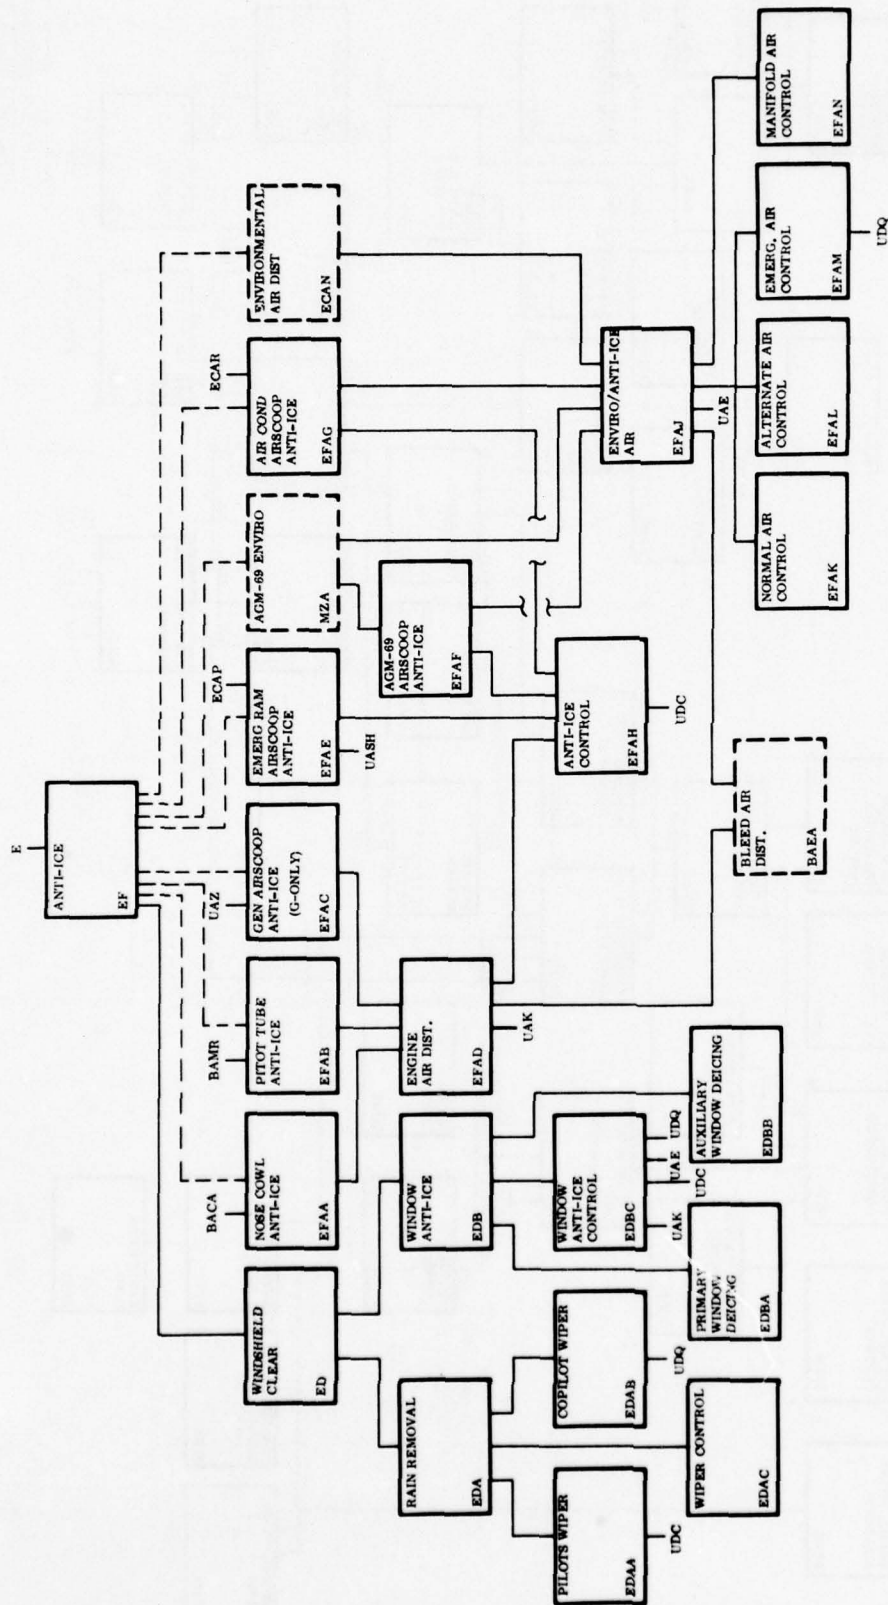 E
ANTI-ICE
EF
WINDSHIELD
CLEAR
ED
BACA
NOSE COWL
ANTI-ICE
EFAA
BAMR
PITOT TUBE
ANTI-ICE
EFAB
UAZ
GEN AIRSCOOP
ANTI-ICE
(G-ONLY)
EFAC
ECAP
EMERG RAM
AIRSCOOP
ANTI-ICE
EFAE
UASH
AGM-69 ENVIRO
MZA
ECAR
AIR COND
AIRSCOOP
ANTI-ICE
EFAG
ENVIRONMENTAL
AIR DIST
ECAN
RAIN REMOVAL
EDA
WINDOW
ANTI-ICE
EDB
ENGINE
AIR DIST.
EFAD
UAK
AGM-69
AIRSCOOP
ANTI-ICE
EFAF
PILOTS WIPER
EDAA
UDC
COPILOT WIPER
EDAB
UDQ
WINDOW
ANTI-ICE
CONTROL
EDBC
UAK
UDC
UAE
UDQ
ANTI-ICE
CONTROL
EFAH
UDC
ENVIRO/ANTI-ICE
AIR
EFAJ
UAE
WIPER CONTROL
EDAC
PRIMARY
WINDOW
DEICING
EDBA
AUXILIARY
WINDOW DEICING
EDBB
BLEED AIR
DIST.
BAEA
NORMAL AIR
CONTROL
EFAK
ALTERNATE AIR
CONTROL
EFAL
EMERG. AIR
CONTROL
EFAM
UDQ
MANIFOLD AIR
CONTROL
EFAN